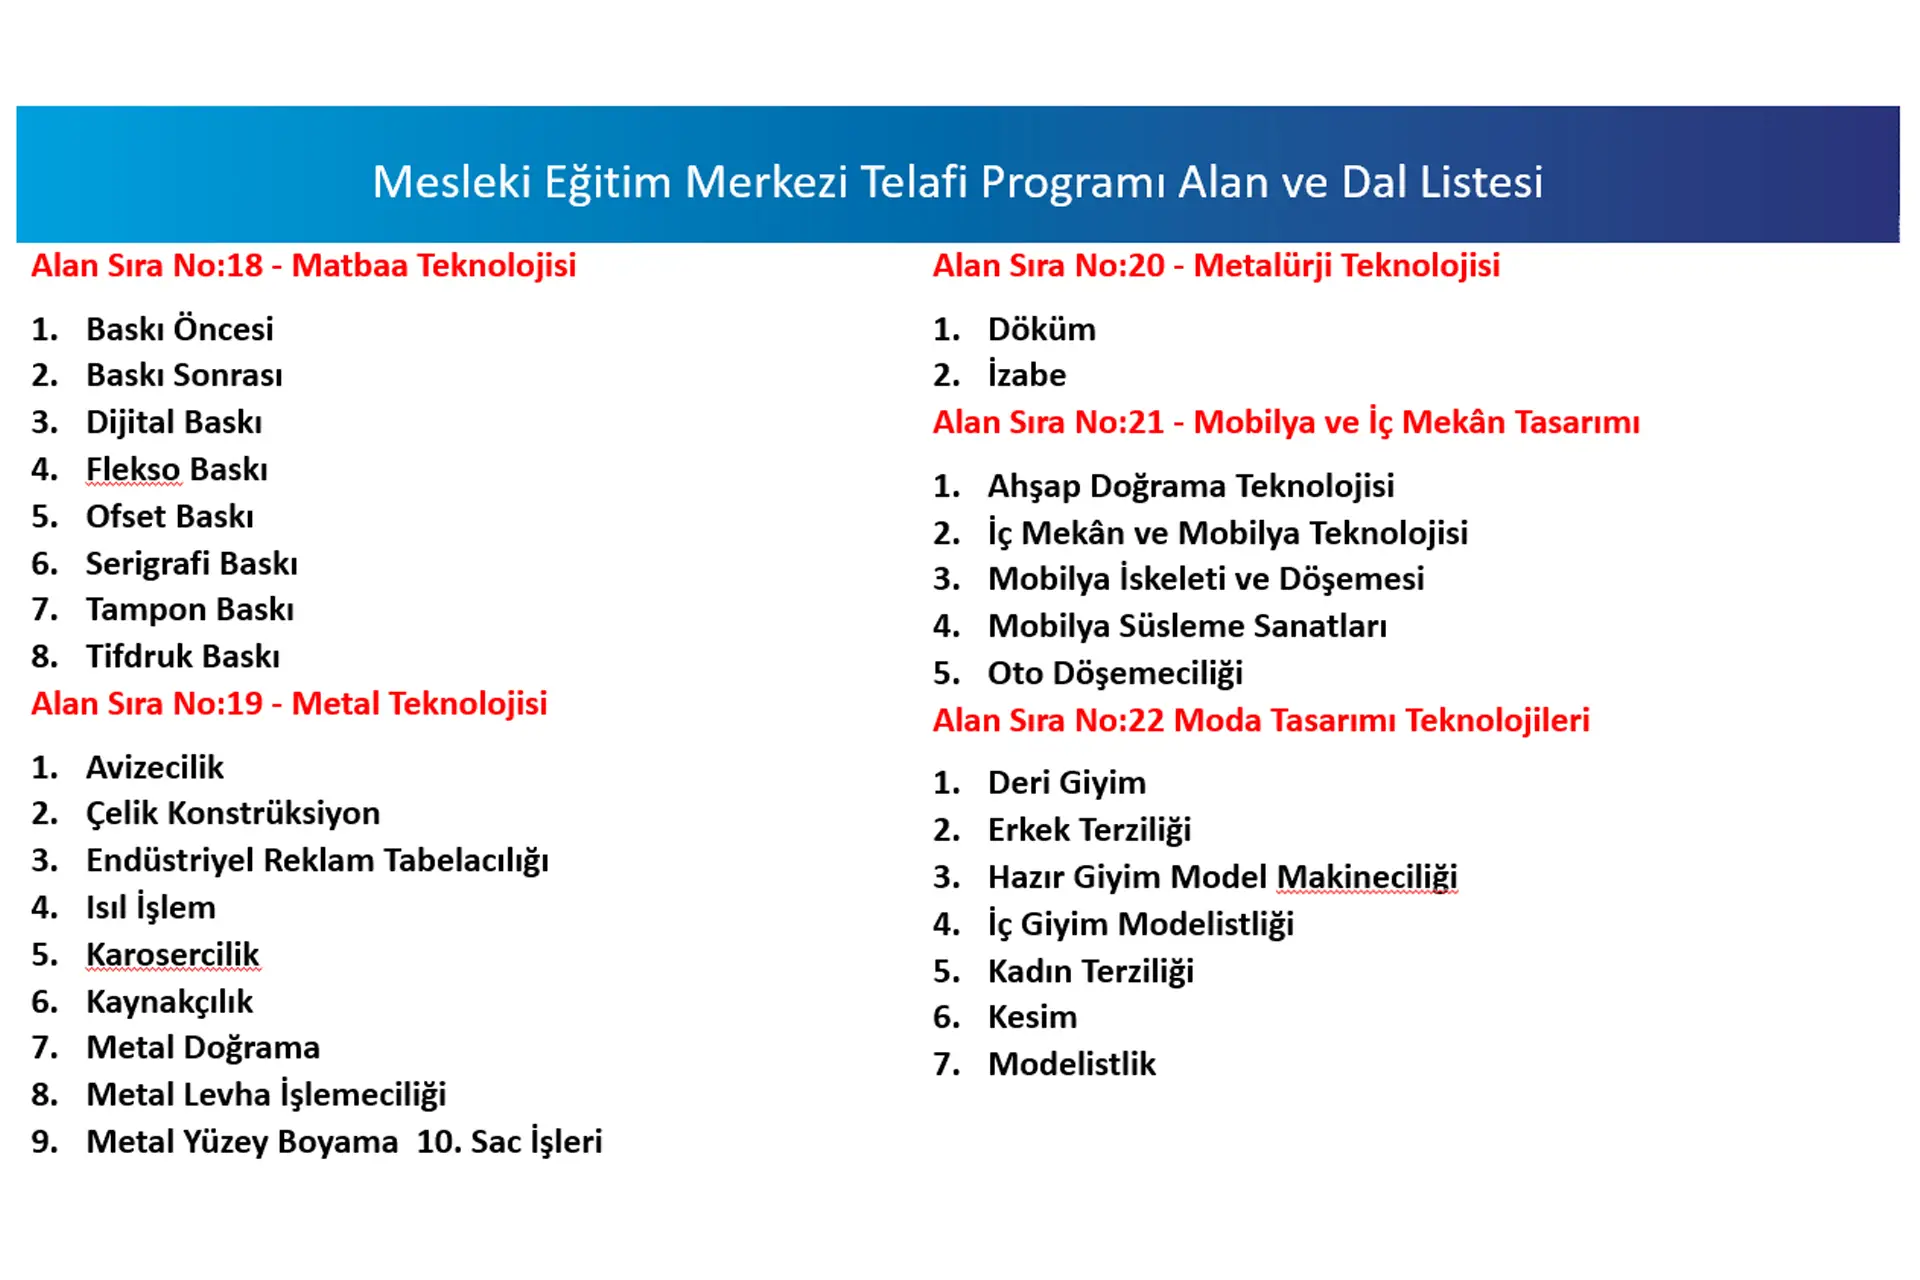 Mesleki Eğitim Merkezi Telafi Programı Alan ve Dal Listesi
Alan Sıra No:18 - Matbaa Teknolojisi
1. Baskı Öncesi
2. Baskı Sonrası
3. Dijital Baskı
4. Flekso Baskı
5. Ofset Baskı
6. Serigrafi Baskı
7. Tampon Baskı
8. Tifdruk Baskı
Alan Sıra No:19 - Metal Teknolojisi
1. Avizecilik
2. Çelik Konstrüksiyon
3. Endüstriyel Reklam Tabelacılığı
4. Isıl İşlem
5. Karosercilik
6. Kaynakçılık
7. Metal Doğrama
8. Metal Levha İşlemeciliği
9. Metal Yüzey Boyama  10. Sac İşleri
Alan Sıra No:20 - Metalürji Teknolojisi
1. Döküm
2. İzabe
Alan Sıra No:21 - Mobilya ve İç Mekân Tasarımı
1. Ahşap Doğrama Teknolojisi
2. İç Mekân ve Mobilya Teknolojisi
3. Mobilya İskeleti ve Döşemesi
4. Mobilya Süsleme Sanatları
5. Oto Döşemeciliği
Alan Sıra No:22 Moda Tasarımı Teknolojileri
1. Deri Giyim
2. Erkek Terziliği
3. Hazır Giyim Model Makineciliği
4. İç Giyim Modelistliği
5. Kadın Terziliği
6. Kesim
7. Modelistlik